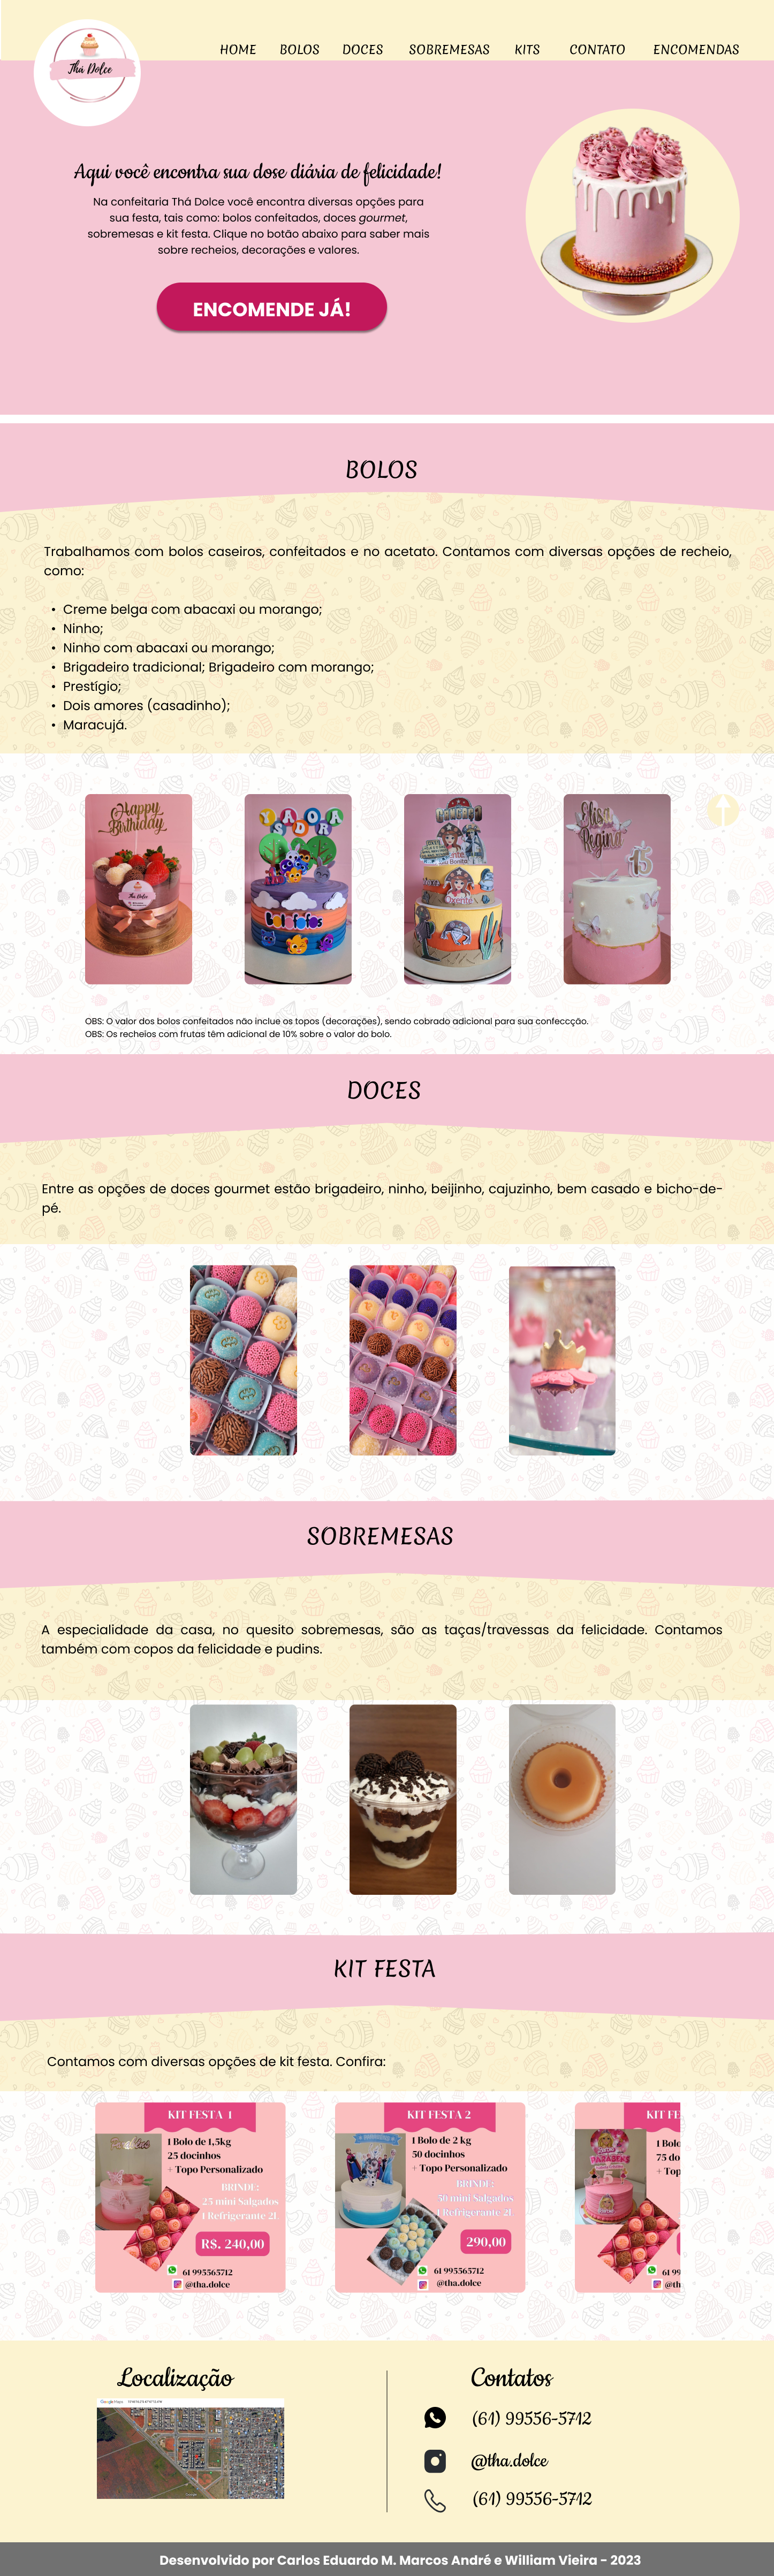 Thá Dolce
HOME BOLOS DOCES SOBREMESAS KITS CONTATO ENCOMENDAS
Aqui você encontra sua dose diária de felicidade!
Na confeitaria Thá Dolce você encontra diversas opções para
sua festa, tais como: bolos confeitados, doces gourmet,
sobremesas e kit festa. Clique no botão abaixo para saber mais
sobre recheios, decorações e valores.
ENCOMENDE JÁ!
BOLOS
Trabalhamos com bolos caseiros, confeitados e no acetato. Contamos com diversas opções de recheio,
como:
• Creme belga com abacaxi ou morango;
• Ninho;
• Ninho com abacaxi ou morango;
• Brigadeiro tradicional; Brigadeiro com morango;
• Prestígio;
• Dois amores (casadinho);
• Maracujá.
Happy
Birthday
Thá Dolce
YSADORA
Bolofofos
Elisa
Regina
15
OBS: O valor dos bolos confeitados não inclue os topos (decorações), sendo cobrado adicional para sua confeccção.
OBS: Os recheios com frutas têm adicional de 10% sobre o valor do bolo.
DOCES
Entre as opções de doces gourmet estão brigadeiro, ninho, beijinho, cajuzinho, bem casado e bicho-de-
pé.
SOBREMESAS
A especialidade da casa, no quesito sobremesas, são as taças/travessas da felicidade. Contamos
também com copos da felicidade e pudins.
KIT FESTA
Contamos com diversas opções de kit festa. Confira:
KIT FESTA 1
1 Bolo de 1,5kg
25 docinhos
+ Topo Personalizado
BRINDE:
25 mini Salgados
1 Refrigerante 2L
R$. 240,00
61 995565712
@tha.dolce
KIT FESTA 2
1 Bolo de 2 kg
50 docinhos
+ Topo Personalizado
BRINDE:
50 mini Salgados
1 Refrigerante 2L
290,00
61 995565712
@tha.dolce
KIT FE
1 Bolo
75 do
+ Top
PARABÉNS
61 99
@th
Localização
Google Maps
Contatos
(61) 99556-5712
@tha.dolce
(61) 99556-5712
Desenvolvido por Carlos Eduardo M. Marcos André e William Vieira - 2023